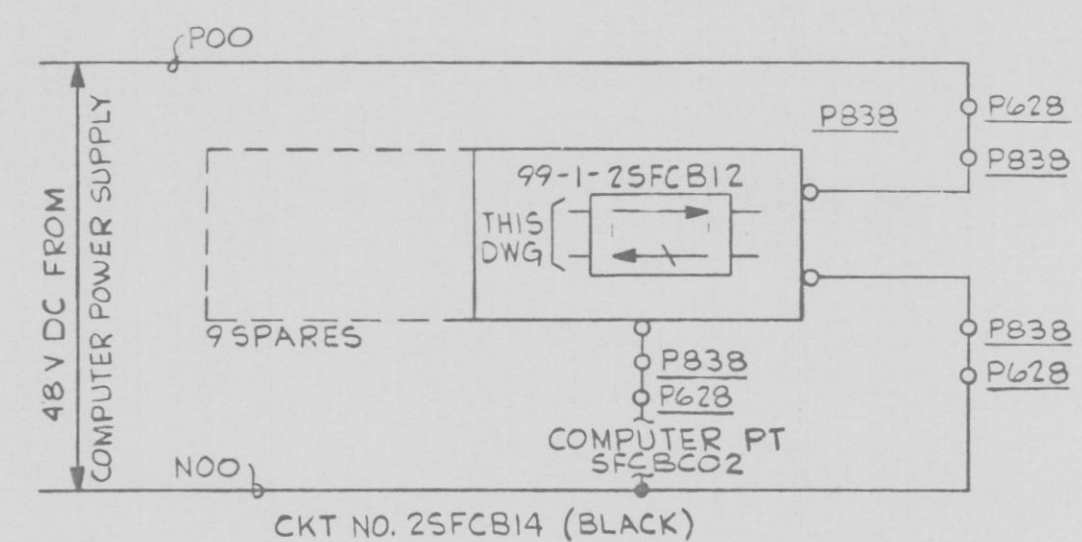 P00
48 V DC FROM
COMPUTER POWER SUPPLY
P838
P628
P838
99-1-2SFCB12
THIS
DWG
9 SPARES
P838
P628
P838
P628
COMPUTER PT
SFCBC02
N00
CKT NO. 2SFCB14 (BLACK)